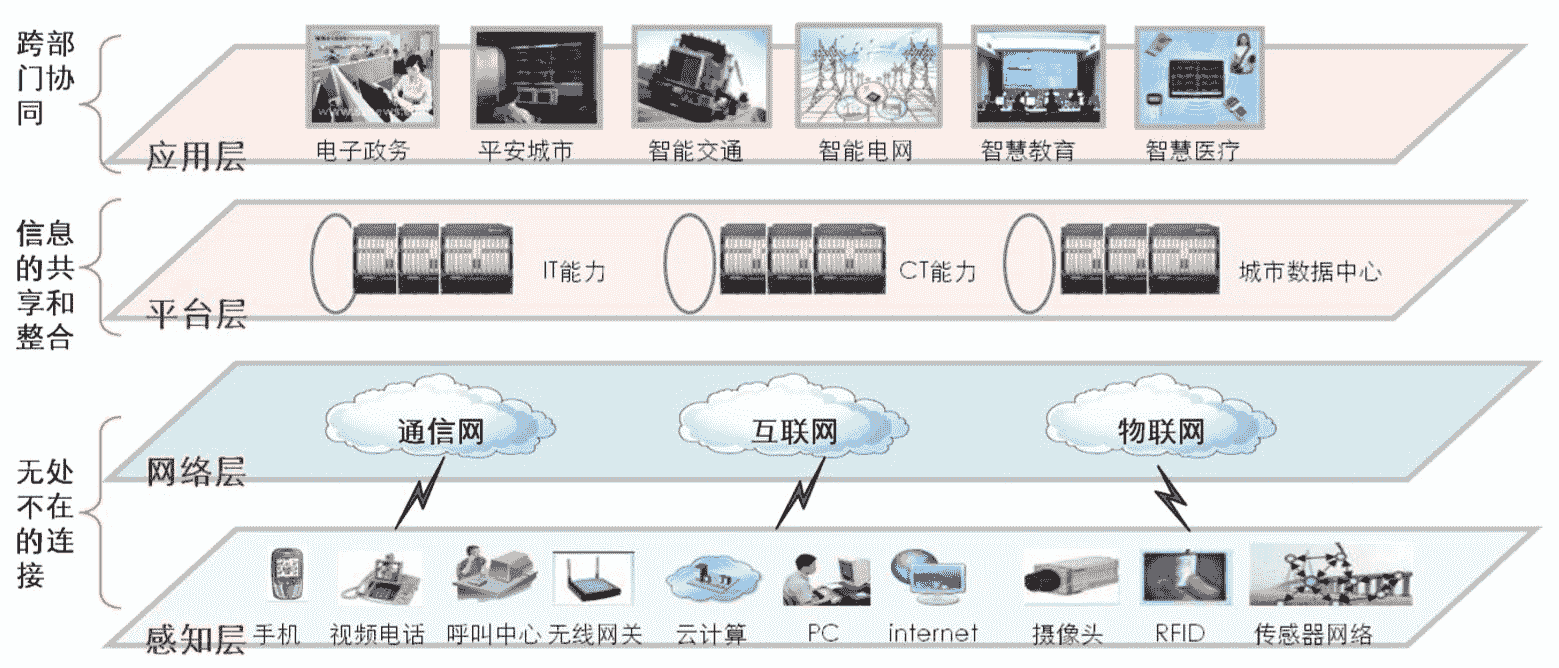 跨部
门协
同
应用层
电子政务
平安城市
智能交通
智能电网
智慧教育
智慧医疗
信息
的共
享和
整合
平台层
IT能力
CT能力
城市数据中心
无处
不在
的连
接
网络层
通信网
互联网
物联网
感知层
手机
视频电话
呼叫中心
无线网关
云计算
PC
internet
摄像头
RFID
传感器网络